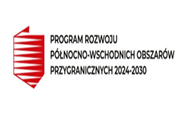 PROGRAM ROZWOJU
PÓŁNOCNO-WSCHODNICH OBSZARÓW
PRZYGRANICZNYCH 2024-2030